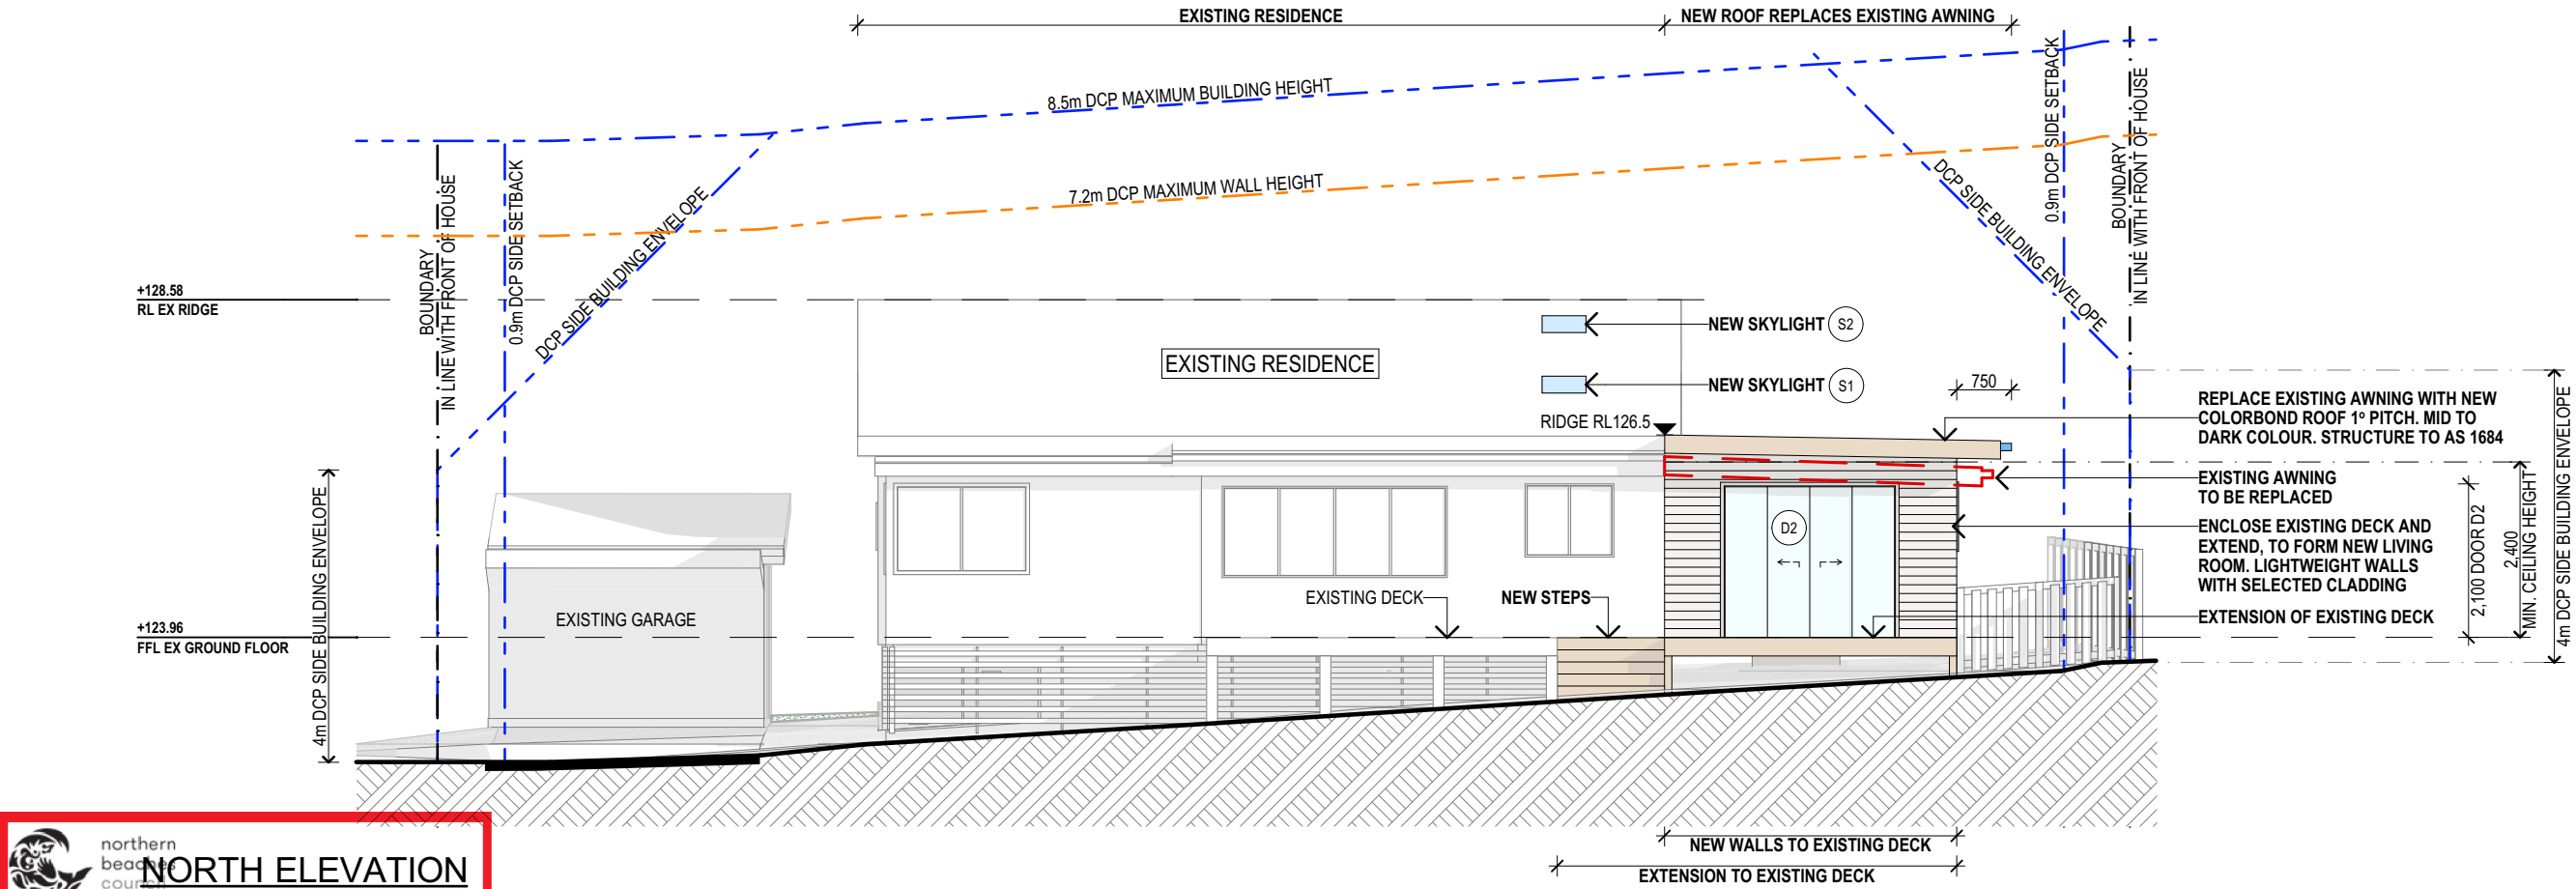 EXISTING RESIDENCE
NEW ROOF REPLACES EXISTING AWNING
8.5m DCP MAXIMUM BUILDING HEIGHT
7.2m DCP MAXIMUM WALL HEIGHT
BOUNDARY
IN LINE WITH FRONT OF HOUSE
0.9m DCP SIDE SETBACK
DCP SIDE BUILDING ENVELOPE
DCP SIDE BUILDING ENVELOPE
0.9m DCP SIDE SETBACK
BOUNDARY
IN LINE WITH FRONT OF HOUSE
+128.58
RL EX RIDGE
EXISTING RESIDENCE
NEW SKYLIGHT S2
NEW SKYLIGHT S1
RIDGE RL126.5
750
REPLACE EXISTING AWNING WITH NEW
COLORBOND ROOF 1º PITCH. MID TO
DARK COLOUR. STRUCTURE TO AS 1684
EXISTING AWNING
TO BE REPLACED
ENCLOSE EXISTING DECK AND
EXTEND, TO FORM NEW LIVING
ROOM. LIGHTWEIGHT WALLS
WITH SELECTED CLADDING
EXTENSION OF EXISTING DECK
2,100 DOOR D2
2,400
MIN. CEILING HEIGHT
4m DCP SIDE BUILDING ENVELOPE
4m DCP SIDE BUILDING ENVELOPE
D2
EXISTING GARAGE
EXISTING DECK
NEW STEPS
+123.96
FFL EX GROUND FLOOR
NEW WALLS TO EXISTING DECK
EXTENSION TO EXISTING DECK
northern
beaches
council
NORTH ELEVATION